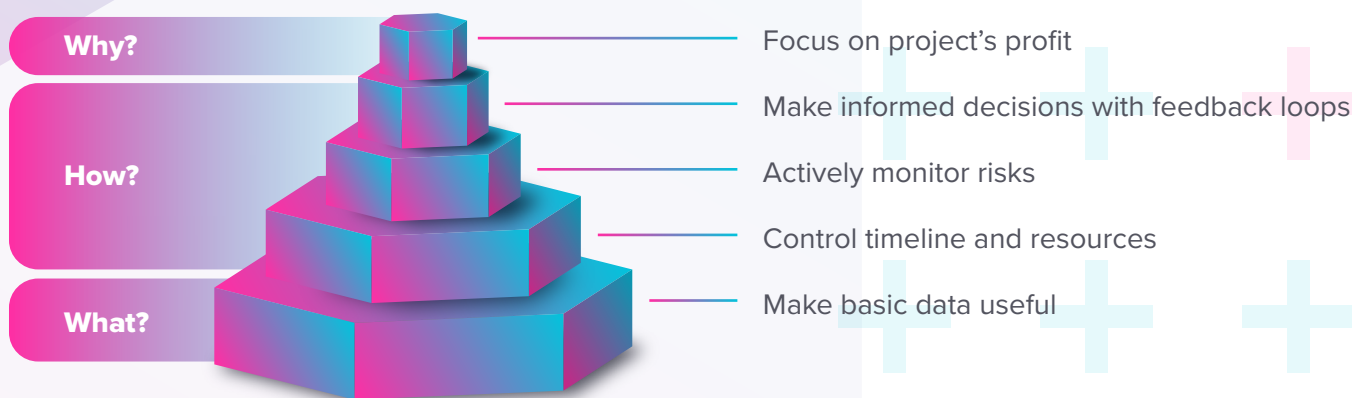 Why?
Focus on project’s profit
Make informed decisions with feedback loops
How?
Actively monitor risks
Control timeline and resources
What?
Make basic data useful